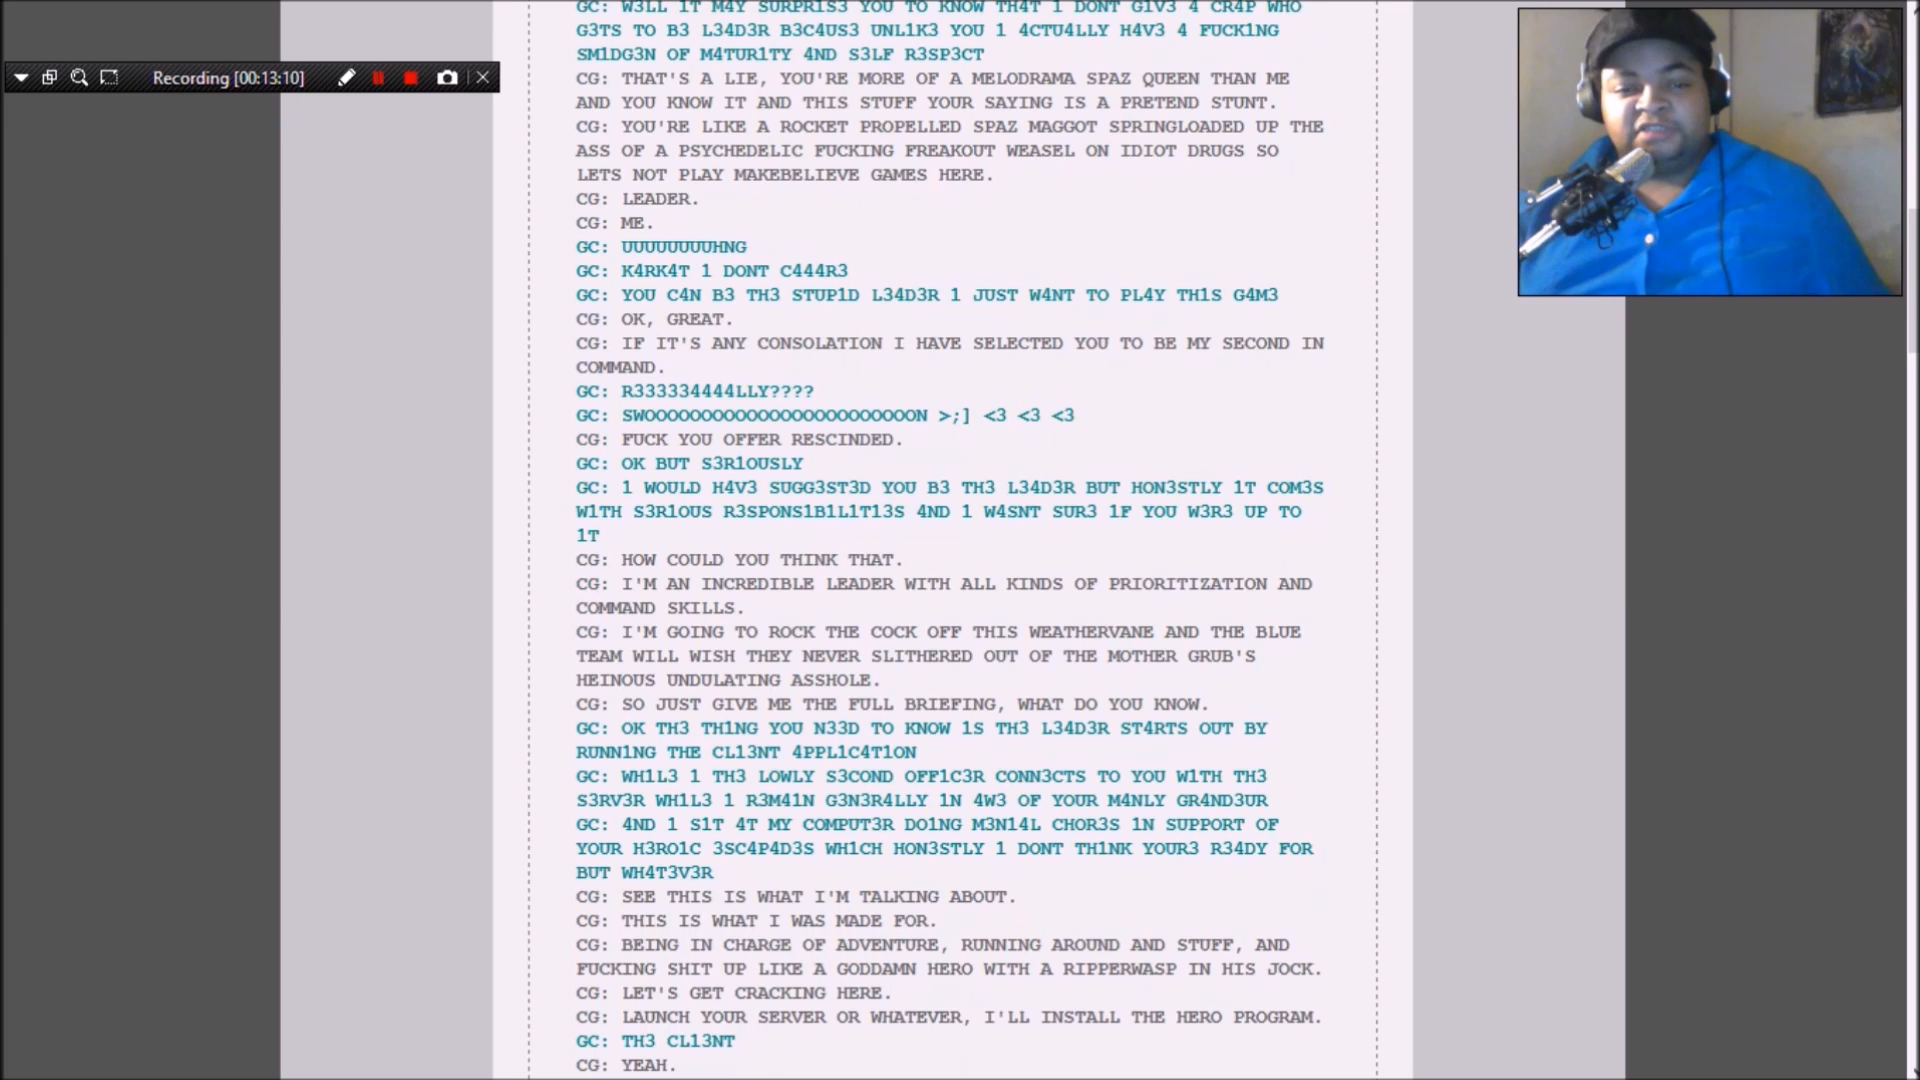 GC: W3LL 1T M4Y SURPR1S3 YOU TO KNOW TH4T 1 DONT G1V3 4 CR4P WHO
G3TS TO B3 L34D3R B3C4US3 UNL1K3 YOU 1 4CTU4LLY H4V3 4 FUCK1NG
SM1DG3N OF M4TUR1TY 4ND S3LF R3SP3CT
Recording [00:13:10]
CG: THAT'S A LIE, YOU'RE MORE OF A MELODRAMA SPAZ QUEEN THAN ME
AND YOU KNOW IT AND THIS STUFF YOUR SAYING IS A PRETEND STUNT.
CG: YOU'RE LIKE A ROCKET PROPELLED SPAZ MAGGOT SPRINGLOADED UP THE
ASS OF A PSYCHEDELIC FUCKING FREAKOUT WEASEL ON IDIOT DRUGS SO
LETS NOT PLAY MAKEBELIEVE GAMES HERE.
CG: LEADER.
CG: ME.
GC: UUUUUUUUHNG
GC: K4RK4T 1 DONT C444R3
GC: YOU C4N B3 TH3 STUP1D L34D3R 1 JUST W4NT TO PL4Y TH1S G4M3
CG: OK, GREAT.
CG: IF IT'S ANY CONSOLATION I HAVE SELECTED YOU TO BE MY SECOND IN
COMMAND.
GC: R333334444LLY????
GC: SWOOOOOOOOOOOOOOOOOOOOOOOON >;] <3 <3 <3
CG: FUCK YOU OFFER RESCINDED.
GC: OK BUT S3R1OUSLY
GC: 1 WOULD H4V3 SUGG3ST3D YOU B3 TH3 L34D3R BUT HON3STLY 1T COM3S
W1TH S3R1OUS R3SPONS1B1L1T13S 4ND 1 W4SNT SUR3 1F YOU W3R3 UP TO
1T
CG: HOW COULD YOU THINK THAT.
CG: I'M AN INCREDIBLE LEADER WITH ALL KINDS OF PRIORITIZATION AND
COMMAND SKILLS.
CG: I'M GOING TO ROCK THE COCK OFF THIS WEATHERVANE AND THE BLUE
TEAM WILL WISH THEY NEVER SLITHERED OUT OF THE MOTHER GRUB'S
HEINOUS UNDULATING ASSHOLE.
CG: SO JUST GIVE ME THE FULL BRIEFING, WHAT DO YOU KNOW.
GC: OK TH3 TH1NG YOU N33D TO KNOW 1S TH3 L34D3R ST4RTS OUT BY
RUNN1NG THE CL13NT 4PPL1C4T1ON
GC: WH1L3 1 TH3 LOWLY S3COND OFF1C3R CONN3CTS TO YOU W1TH TH3
S3RV3R WH1L3 1 R3M41N G3N3R4LLY 1N 4W3 OF YOUR M4NLY GR4ND3UR
GC: 4ND 1 S1T 4T MY COMPUT3R DO1NG M3N14L CHOR3S 1N SUPPORT OF
YOUR H3RO1C 3SC4P4D3S WH1CH HON3STLY 1 DONT TH1NK YOUR3 R34DY FOR
BUT WH4T3V3R
CG: SEE THIS IS WHAT I'M TALKING ABOUT.
CG: THIS IS WHAT I WAS MADE FOR.
CG: BEING IN CHARGE OF ADVENTURE, RUNNING AROUND AND STUFF, AND
FUCKING SHIT UP LIKE A GODDAMN HERO WITH A RIPPERWASP IN HIS JOCK.
CG: LET'S GET CRACKING HERE.
CG: LAUNCH YOUR SERVER OR WHATEVER, I'LL INSTALL THE HERO PROGRAM.
GC: TH3 CL13NT
CG: YEAH.